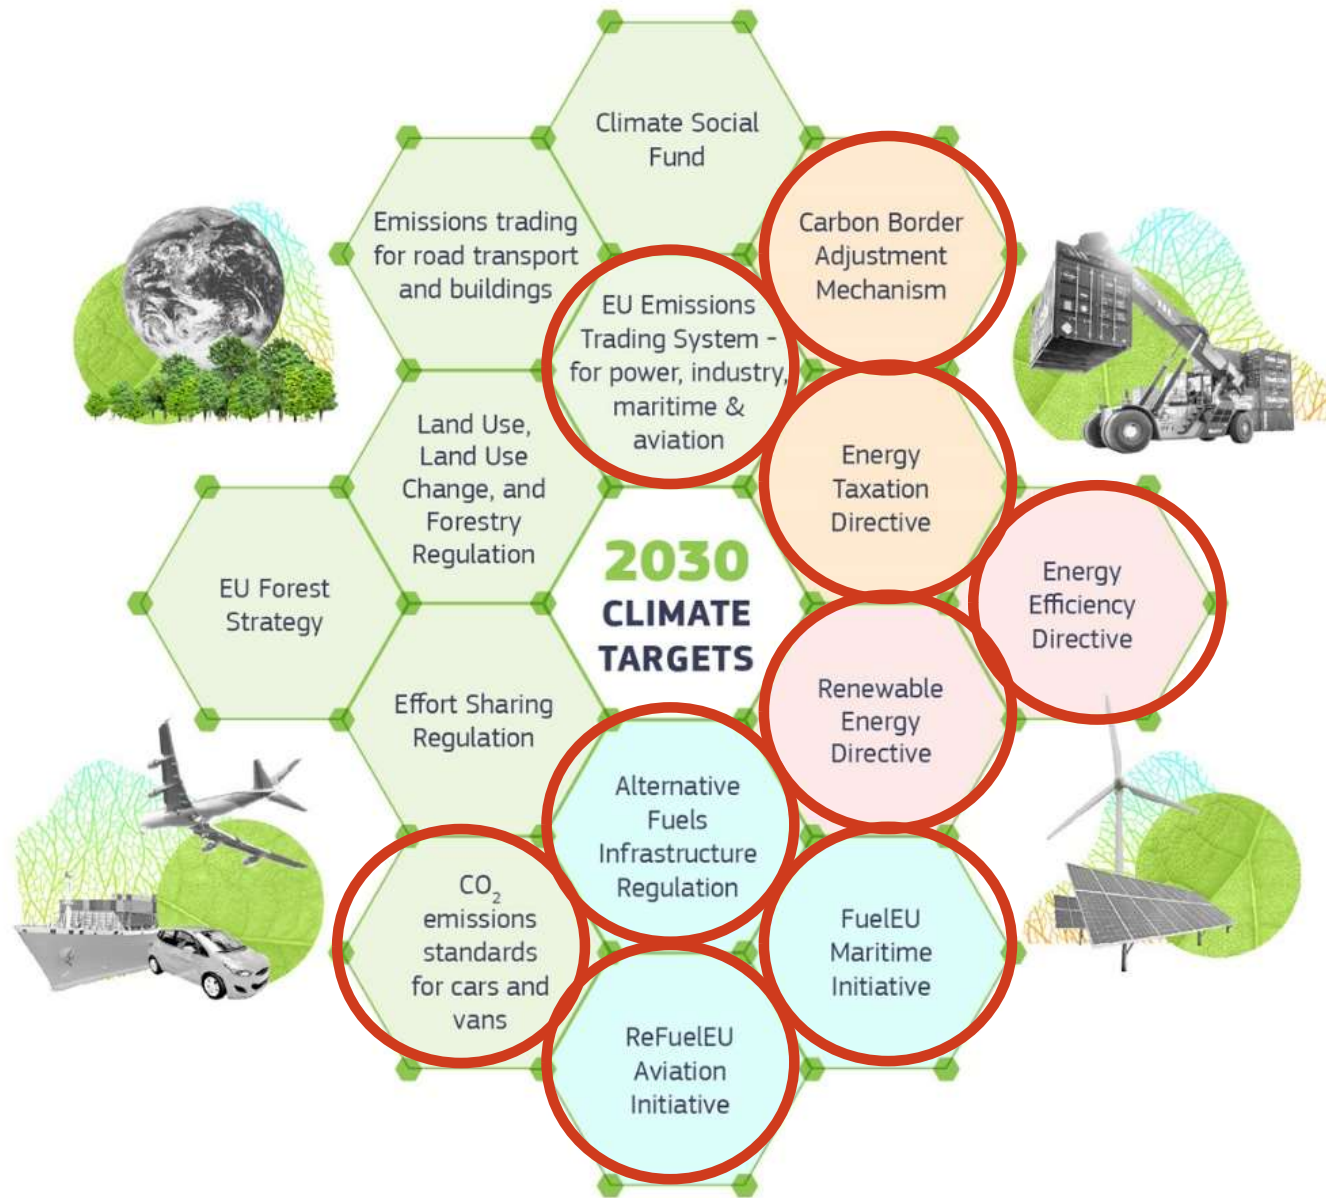 Climate Social
Fund
Emissions trading
for road transport
and buildings
Carbon Border
Adjustment
Mechanism
EU Emissions
Trading System -
for power, industry,
maritime &
aviation
Land Use,
Land Use
Change, and
Forestry
Regulation
Energy
Taxation
Directive
EU Forest
Strategy
2030
CLIMATE
TARGETS
Energy
Efficiency
Directive
Effort Sharing
Regulation
Renewable
Energy
Directive
Alternative
Fuels
Infrastructure
Regulation
CO₂
emissions
standards
for cars and
vans
FuelEU
Maritime
Initiative
ReFuelEU
Aviation
Initiative